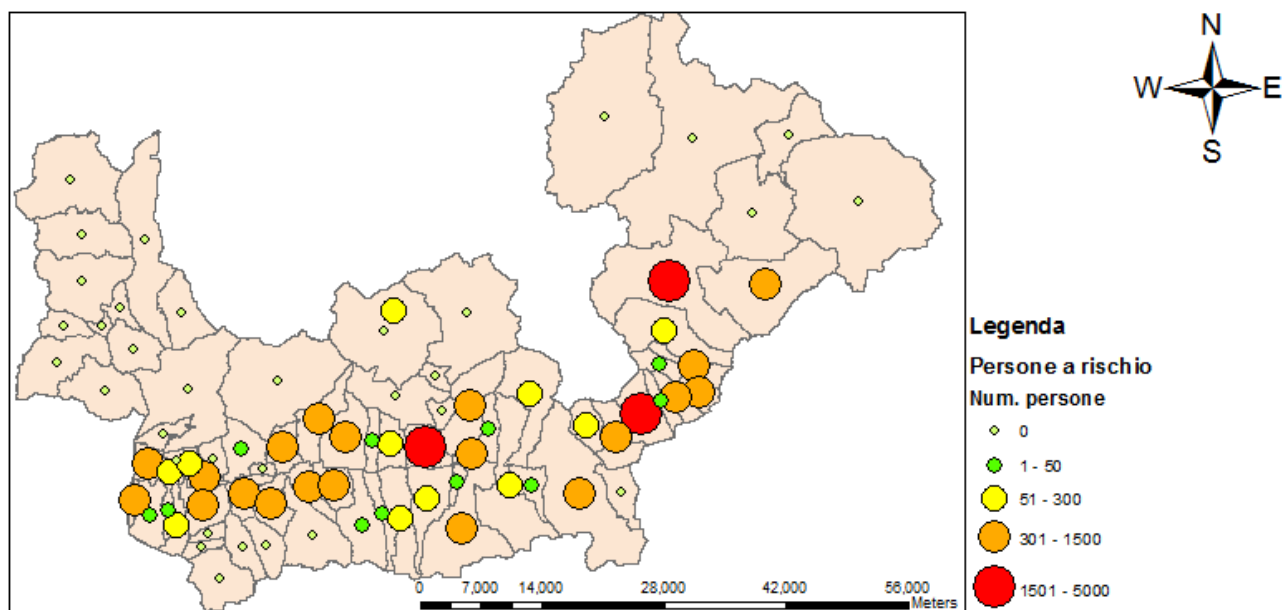 N
W E
S
Legenda
Persone a rischio
Num. persone
0
1 - 50
51 - 300
301 - 1500
1501 - 5000
0 7,000 14,000 28,000 42,000 56,000
Meters